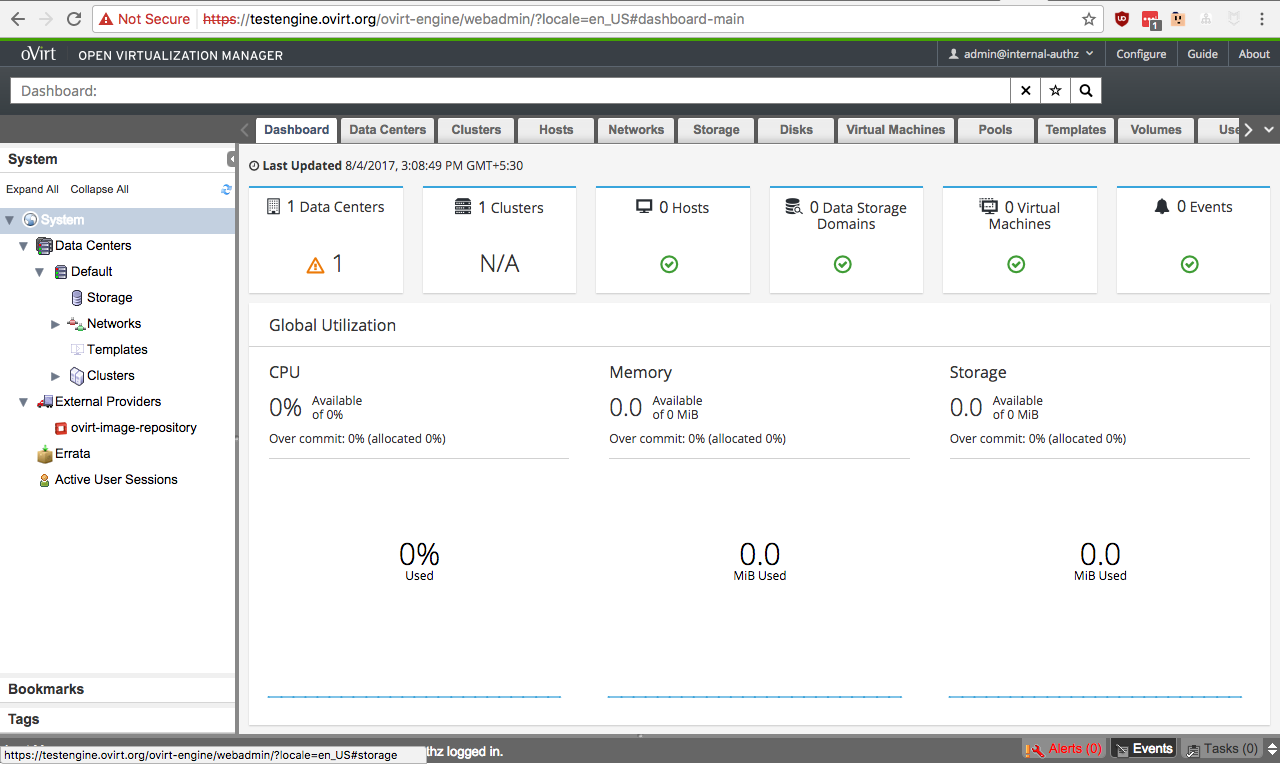 Not Secure https://testengine.ovirt.org/ovirt-engine/webadmin/?locale=en_US#dashboard-main
1
oVirt OPEN VIRTUALIZATION MANAGER admin@internal-authz Configure Guide About
Dashboard:
Dashboard Data Centers Clusters Hosts Networks Storage Disks Virtual Machines Pools Templates Volumes
System
Last Updated 8/4/2017, 3:08:49 PM GMT+5:30
Expand All Collapse All
System
Data Centers
Default
Storage
Networks
Templates
Clusters
External Providers
ovirt-image-repository
Errata
Active User Sessions
1 Data Centers
1
1 Clusters
N/A
0 Hosts
0 Data Storage
Domains
0 Virtual
Machines
0 Events
Global Utilization
CPU
0% Available
of 0%
Over commit: 0% (allocated 0%)
0%
Used
Memory
0.0 Available
of 0 MiB
Over commit: 0% (allocated 0%)
0.0
MiB Used
Storage
0.0 Available
of 0 MiB
Over commit: 0% (allocated 0%)
0.0
MiB Used
Bookmarks
Tags
https://testengine.ovirt.org/ovirt-engine/webadmin/?locale=en_US#storage
logged in.
Alerts (0) Events Tasks (0)